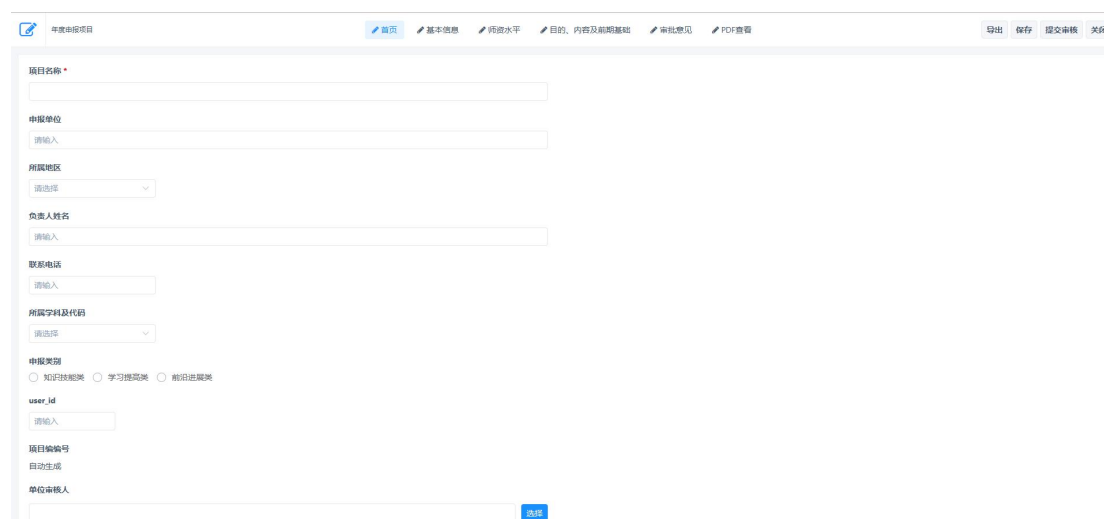 年度申报项目 首页 基本信息 师资水平 目的、内容及前期基础 审批意见 PDF查看 导出 保存 提交审核 关闭
项目名称 *
申报单位
请输入
所属地区
请选择
负责人姓名
请输入
联系电话
请输入
所属学科及代码
请选择
申报类别
知识技能类 学习提高类 前沿进展类
user_id
请输入
项目编编号
自动生成
单位审核人
选择